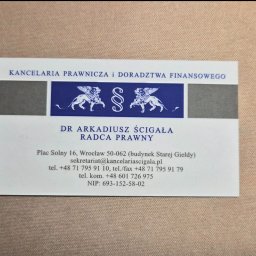 KANCELARIA PRAWNICZA i DORADZTWA FINANSOWEGO
§
DR ARKADIUSZ ŚCIGAŁA
RADCA PRAWNY
Plac Solny 16, Wrocław 50-062 (budynek Starej Giełdy)
sekretariat@kancelariascigala.pl
tel. +48 71 795 91 10, tel./fax +48 71 795 91 79
tel. kom. +48 601 726 975
NIP: 693-152-58-02